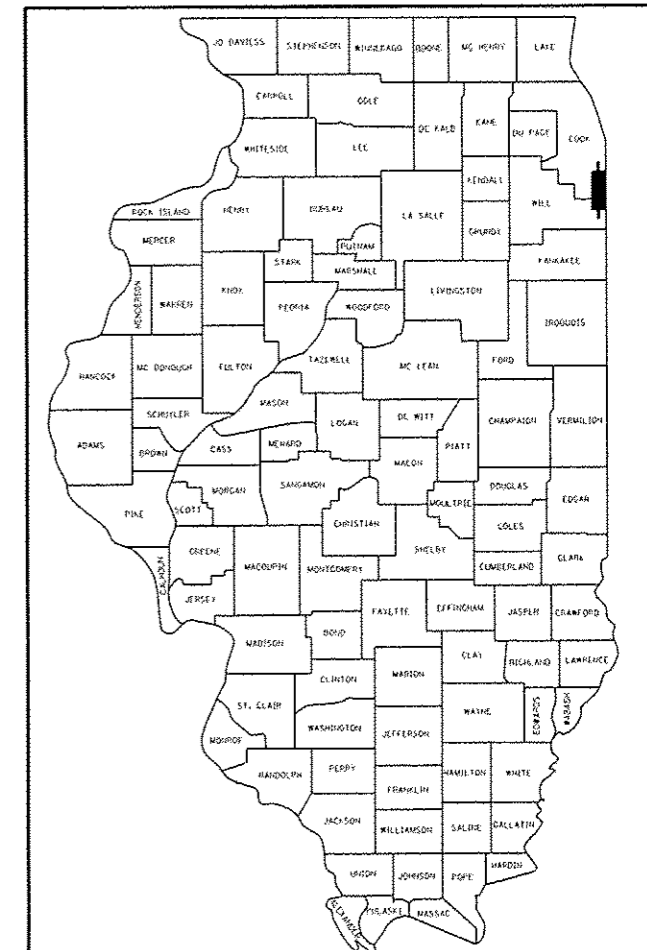 JO DAVIESS STEPHENSON WINNEBAGO BOONE MC HENRY LAKE
CARROLL OGLE DE KALB KANE DU PAGE COOK
WHITESIDE LEE KENDALL WILL
ROCK ISLAND HENRY BUREAU LA SALLE GRUNDY
MERCER STARK PUTNAM MARSHALL KANKAKEE
HENDERSON WARREN KNOX PEORIA WOODFORD LIVINGSTON IROQUOIS
HANCOCK MC DONOUGH FULTON TAZEWELL MC LEAN FORD
SCHUYLER MASON LOGAN DE WITT CHAMPAIGN VERMILION
ADAMS BROWN CASS MENARD MACON PIATT
PIKE SCOTT MORGAN SANGAMON CHRISTIAN MOULTRIE DOUGLAS EDGAR
COLES
CALHOUN GREENE MACOUPIN MONTGOMERY SHELBY CUMBERLAND CLARK
JERSEY FAYETTE EFFINGHAM JASPER CRAWFORD
MADISON BOND CLAY RICHLAND LAWRENCE
CLINTON MARION
ST. CLAIR WASHINGTON WAYNE EDWARDS WABASH
MONROE JEFFERSON
RANDOLPH PERRY FRANKLIN HAMILTON WHITE
JACKSON WILLIAMSON SALINE GALLATIN
UNION JOHNSON POPE HARDIN
ALEXANDER PULASKI MASSAC